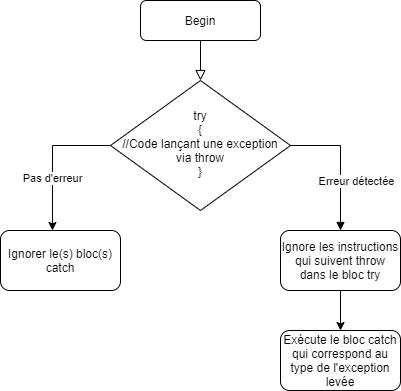 Begin
try
{
//Code lançant une exception
via throw
}
Pas d'erreur
Erreur détectée
Ignorer le(s) bloc(s)
catch
Ignore les instructions
qui suivent throw
dans le bloc try
Exécute le bloc catch
qui correspond au
type de l'exception
levée